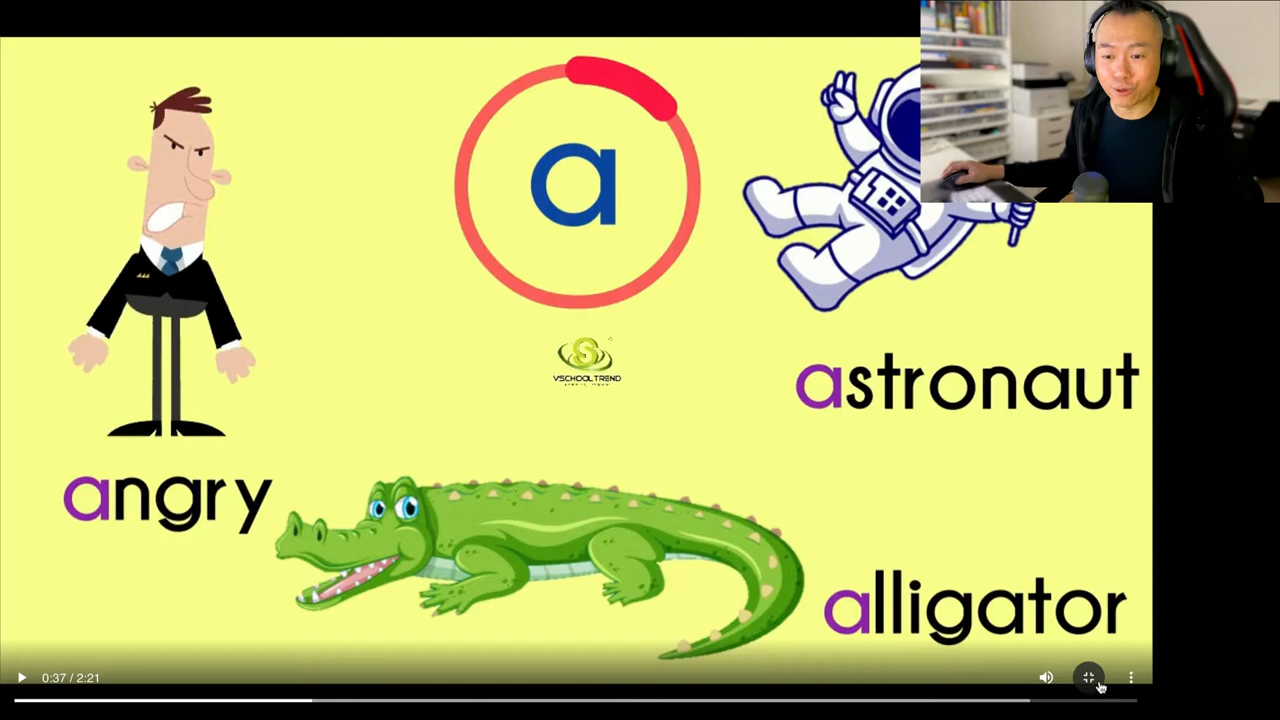 a
VSCHOOLTREND
astronaut
angry
alligator
0:37 / 2:21